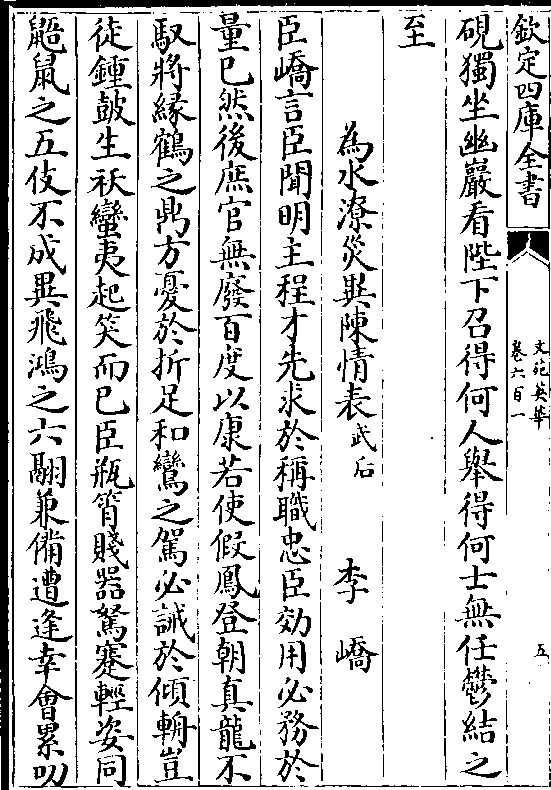 欽定四庫全書
文苑英華
卷六百一
五
硯獨坐幽巖看陛下召得何人舉得何士無任鬱結之
至
為水潦災異陳情表武后 李嶠
臣嶠言臣聞明主程才先求於稱職忠臣効用必務於
量已然後庶官無廢百度以康若使假鳳登朝真龍不
馭將縁鶴之鼎方憂於折足和鸞之駕必誡於傾輈豈
徒鍾鼔生袄蠻夷起笑而已臣瓶筲賤器駑蹇輕姿同
鼯鼠之五伎不成異飛鴻之六翮兼備遭逢幸會累叨